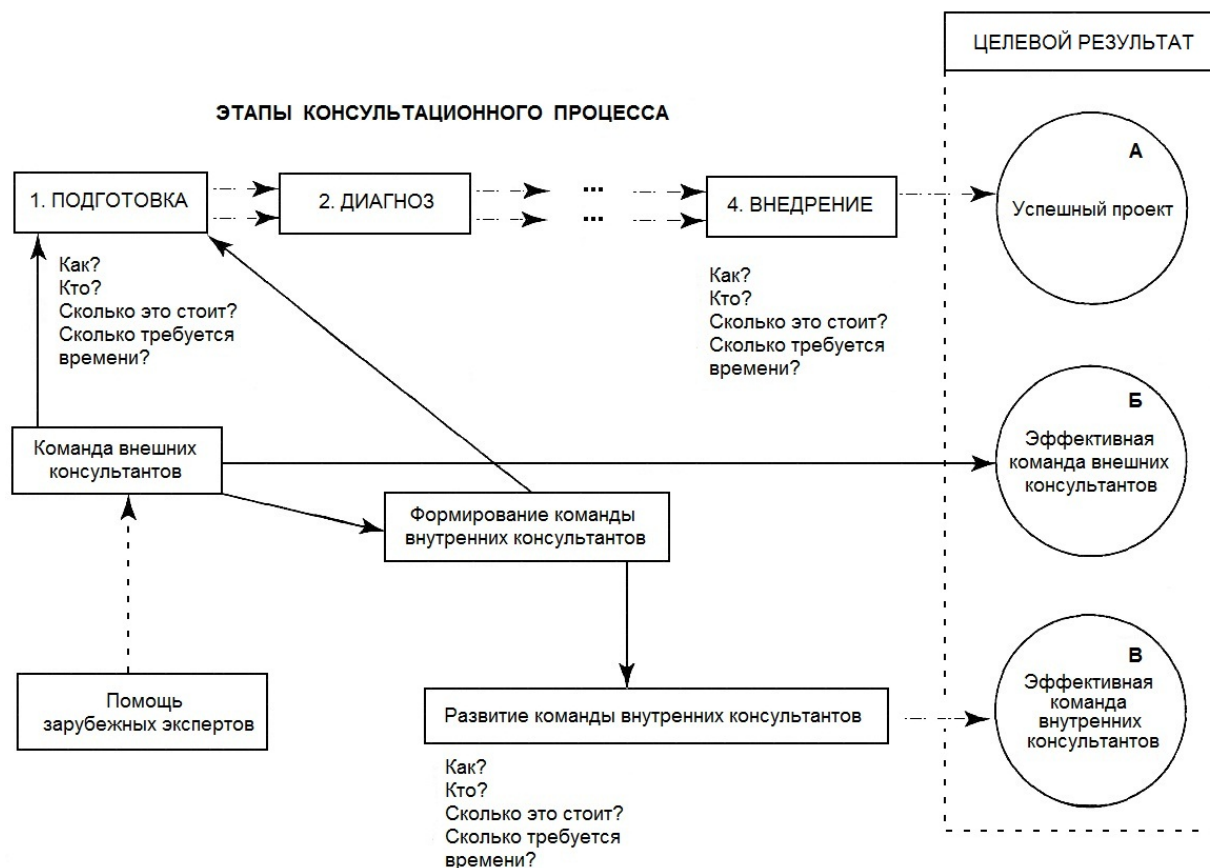 ЦЕЛЕВОЙ РЕЗУЛЬТАТ
ЭТАПЫ КОНСУЛЬТАЦИОННОГО ПРОЦЕССА
1. ПОДГОТОВКА
2. ДИАГНОЗ
...
...
4. ВНЕДРЕНИЕ
А
Успешный проект
Как?
Кто?
Сколько это стоит?
Сколько требуется
времени?
Как?
Кто?
Сколько это стоит?
Сколько требуется
времени?
Команда внешних
консультантов
Б
Эффективная
команда внешних
консультантов
Формирование команды
внутренних консультантов
Помощь
зарубежных экспертов
Развитие команды внутренних консультантов
В
Эффективная
команда
внутренних
консультантов
Как?
Кто?
Сколько это стоит?
Сколько требуется
времени?